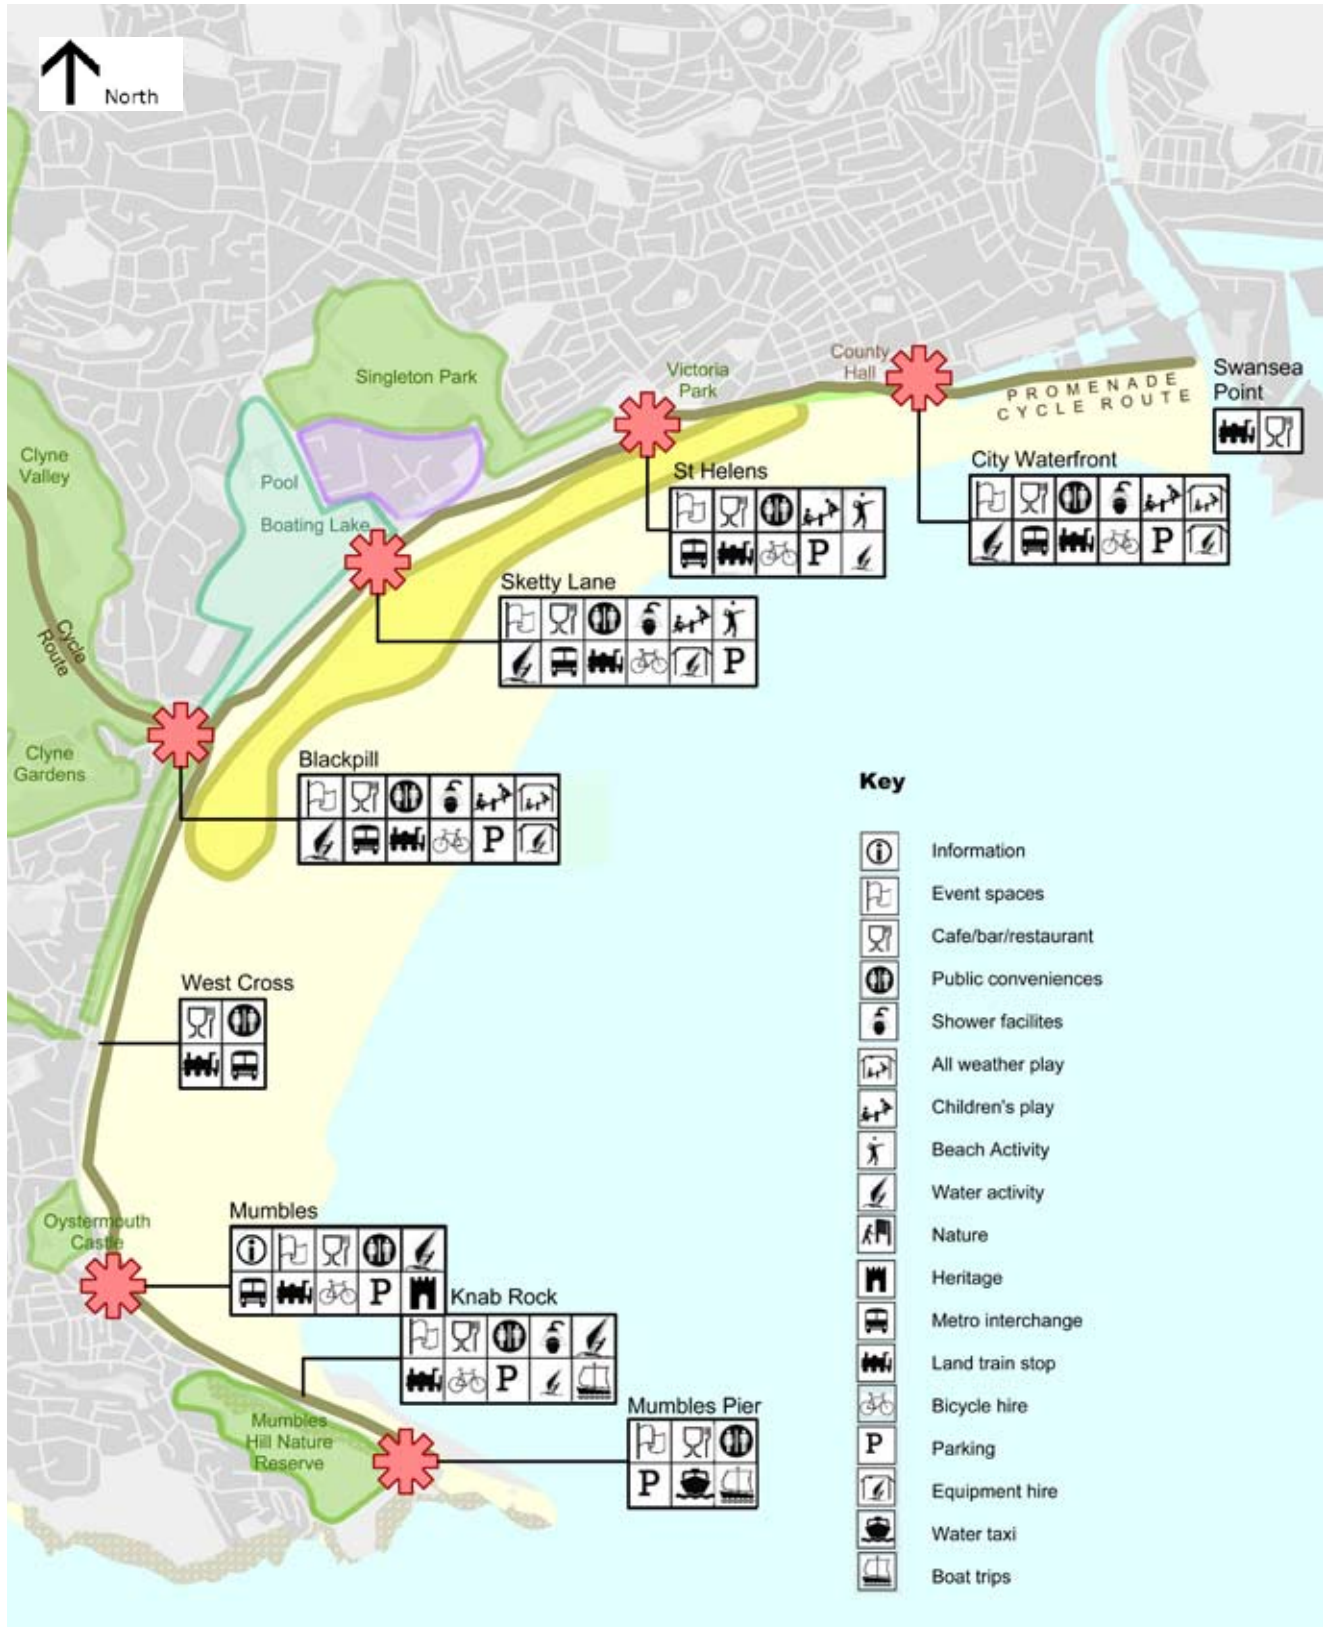 North
Singleton Park
Victoria
Park
County
Hall
PROMENADE
CYCLE ROUTE
Swansea
Point
City Waterfront
St Helens
P
P
Clyne
Valley
Pool
Boating Lake
Sketty Lane
P
Cycle
Route
Clyne
Gardens
Blackpill
P
West Cross
Oystermouth
Castle
Mumbles
P
Knab Rock
P
Mumbles
Hill Nature
Reserve
Mumbles Pier
P
Key
Information
Event spaces
Cafe/bar/restaurant
Public conveniences
Shower facilites
All weather play
Children's play
Beach Activity
Water activity
Nature
Heritage
Metro interchange
Land train stop
Bicycle hire
P Parking
Equipment hire
Water taxi
Boat trips